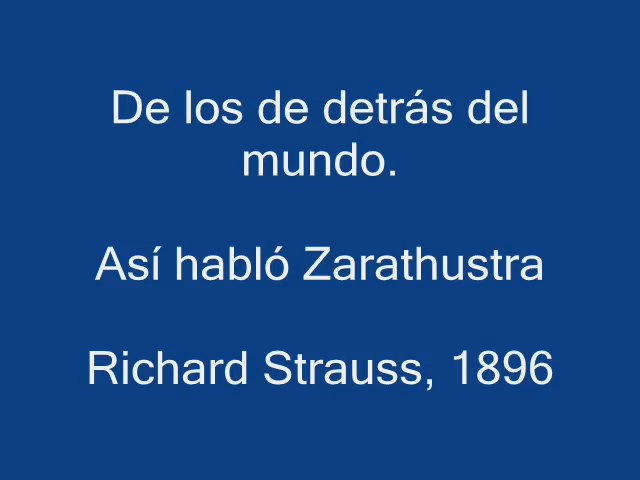 De los de detrás del
mundo.
Así habló Zarathustra
Richard Strauss, 1896